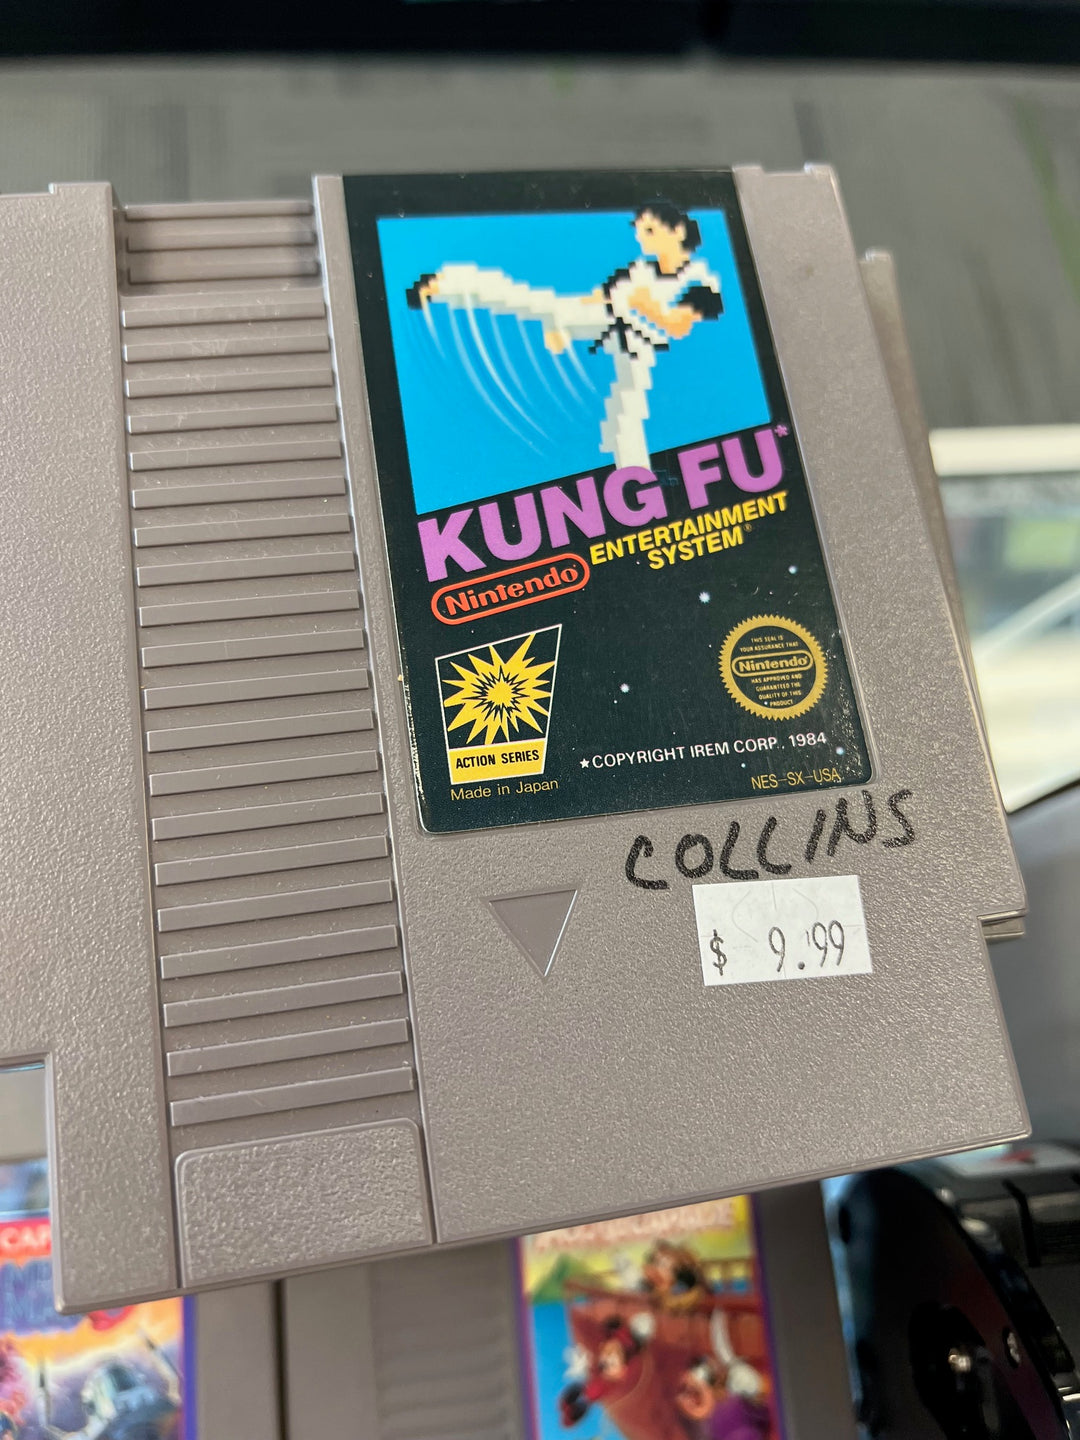 KUNG FU*
Nintendo
ENTERTAINMENT
SYSTEM®
THIS SEAL IS
YOUR ASSURANCE THAT
Nintendo
HAS APPROVED AND
GUARANTEED THE
QUALITY OF THIS
PRODUCT
ACTION SERIES
★COPYRIGHT IREM CORP., 1984
Made in Japan
NES-SX-USA
COLLINS
$ 9.99
CAP